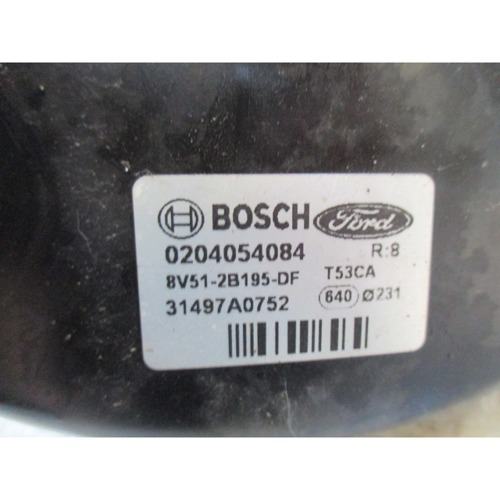 BOSCH Ford
0204054084 R:8
8V51-2B195-DF T53CA
31497A0752 640 ø231